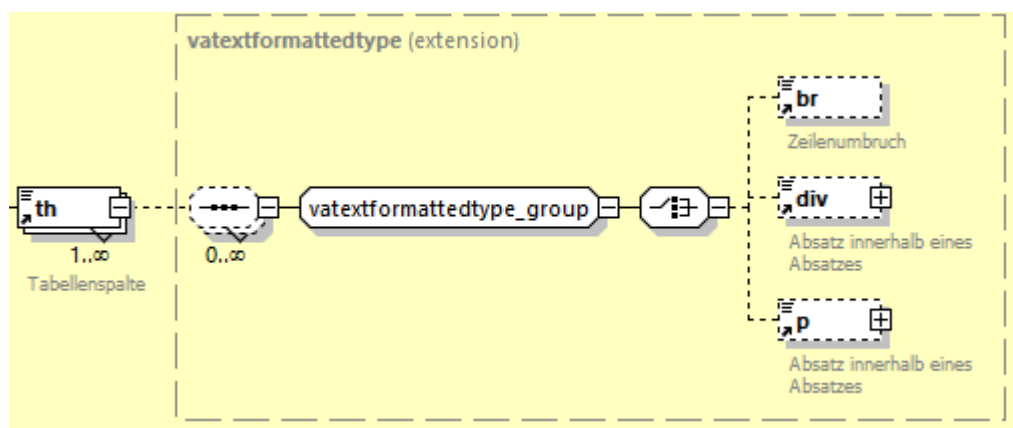 vatextformattedtype (extension)
br
Zeilenumbruch
th
vatextformattedtype_group
div
1..∞
0..∞
Absatz innerhalb eines
Absatzes
Tabellenspalte
p
Absatz innerhalb eines
Absatzes